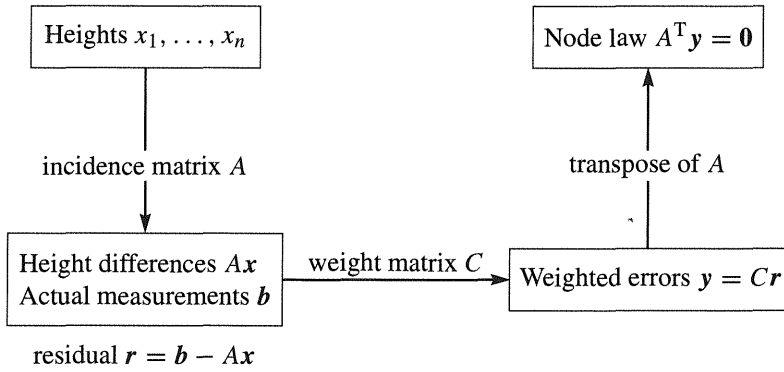 Heights x₁, . . . , xₙ
Node law Aᵀy = 0
incidence matrix A
transpose of A
Height differences Ax
Actual measurements b
weight matrix C
Weighted errors y = Cr
residual r = b − Ax